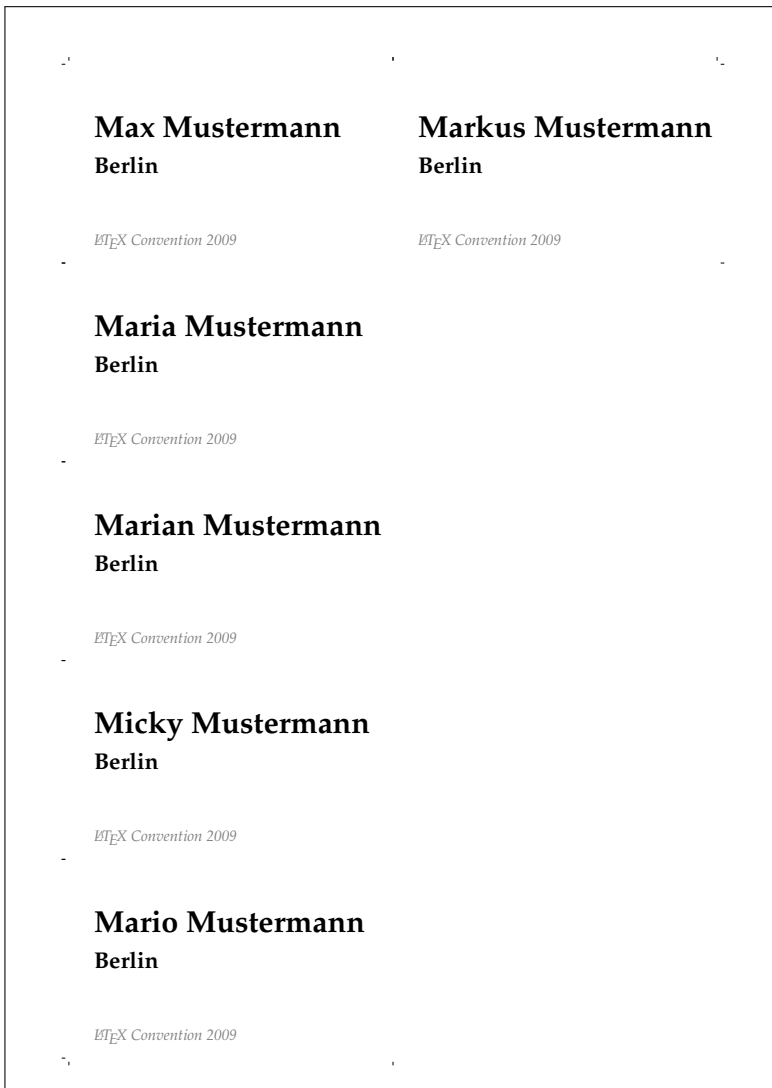 Max Mustermann
Berlin
LATEX Convention 2009
Markus Mustermann
Berlin
LATEX Convention 2009
Maria Mustermann
Berlin
LATEX Convention 2009
Marian Mustermann
Berlin
LATEX Convention 2009
Micky Mustermann
Berlin
LATEX Convention 2009
Mario Mustermann
Berlin
LATEX Convention 2009